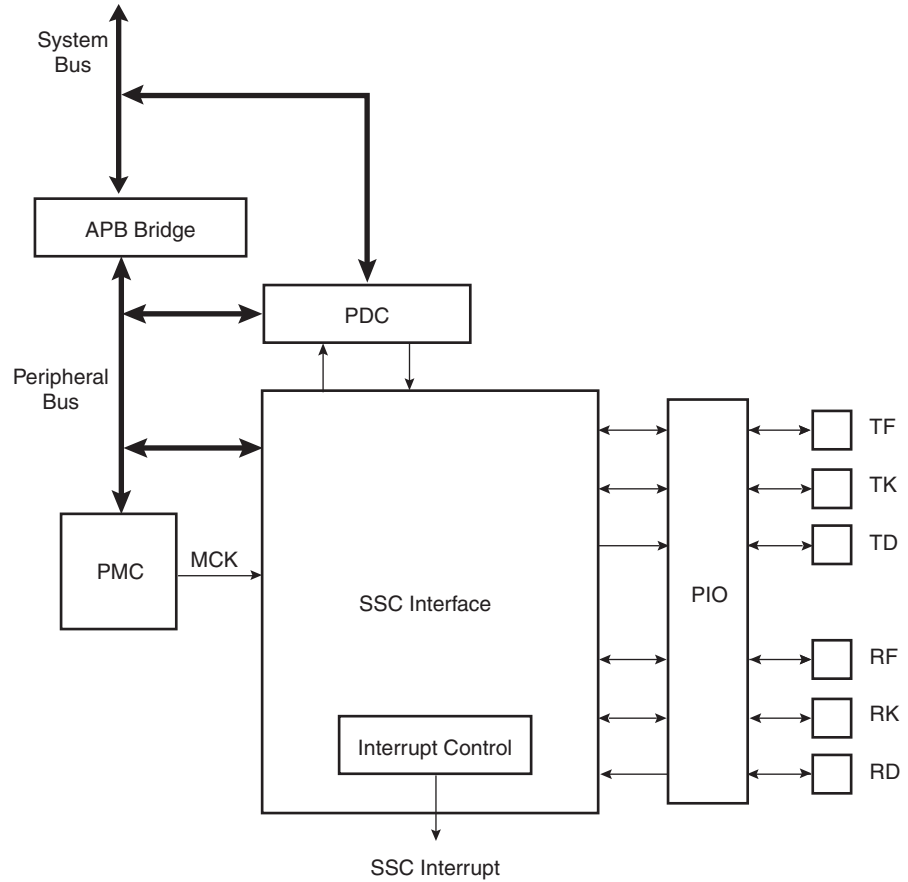 System
Bus
APB Bridge
PDC
Peripheral
Bus
PMC
MCK
SSC Interface
Interrupt Control
SSC Interrupt
PIO
TF
TK
TD
RF
RK
RD